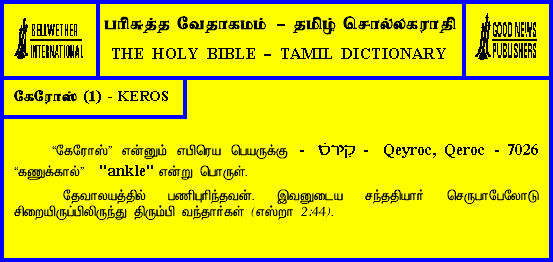 BELLWETHER
INTERNATIONAL
பரிசுத்த வேதாகமம் – தமிழ் சொல்லகராதி
THE HOLY BIBLE – TAMIL DICTIONARY
GOOD NEWS
PUBLISHERS
கேரோஸ் (1) - KEROS
“கேரோஸ்” என்னும் எபிரெய பெயருக்கு - קירס - Qeyroc, Qeroc - 7026
“கணுக்கால்” "ankle" என்று பொருள்.
தேவாலயத்தில் பணிபுரிந்தவன். இவனுடைய சந்ததியார் செருபாபேலோடு
சிறையிருப்பிலிருந்து திரும்பி வந்தார்கள் (எஸ்றா 2:44).